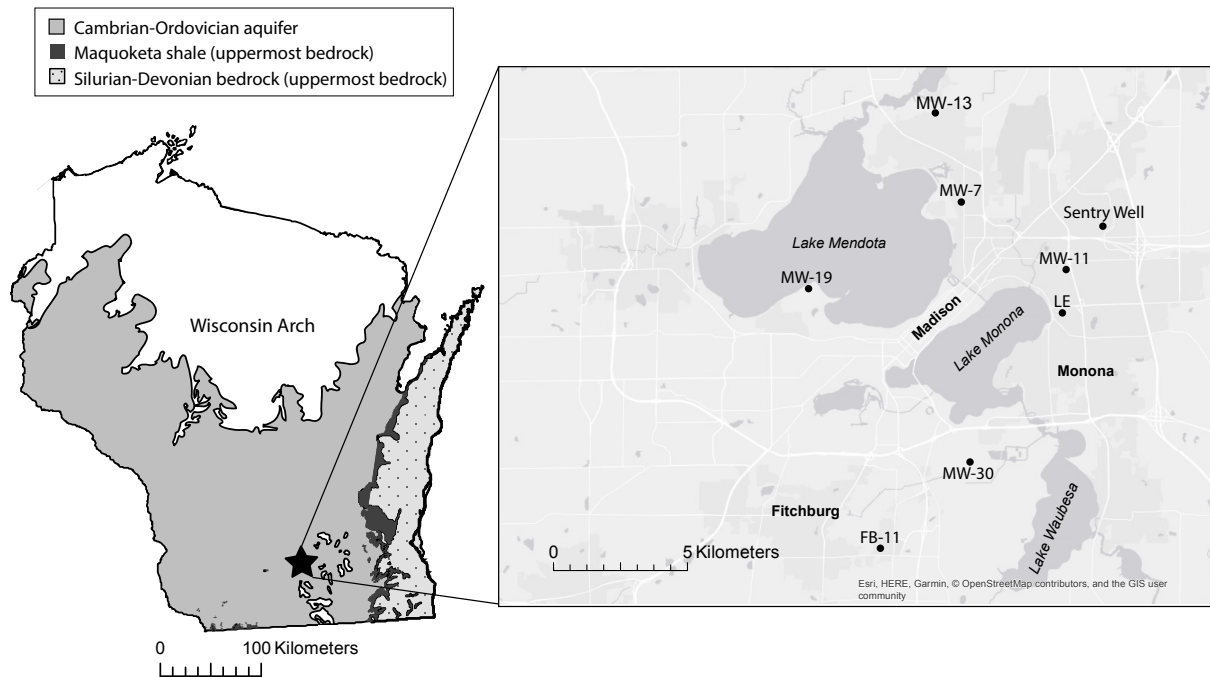 Cambrian-Ordovician aquifer
Maquoketa shale (uppermost bedrock)
Silurian-Devonian bedrock (uppermost bedrock)
Wisconsin Arch
0 100 Kilometers
MW-13
MW-7
Sentry Well
Lake Mendota
MW-11
MW-19
LE
Madison
Lake Monona
Monona
MW-30
Fitchburg
FB-11
Lake Waubesa
0 5 Kilometers
Esri, HERE, Garmin, © OpenStreetMap contributors, and the GIS user
community